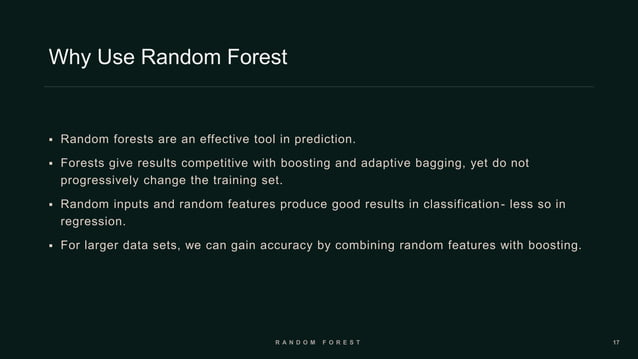 Why Use Random Forest
▪ Random forests are an effective tool in prediction.
▪ Forests give results competitive with boosting and adaptive bagging, yet do not
progressively change the training set.
▪ Random inputs and random features produce good results in classification- less so in
regression.
▪ For larger data sets, we can gain accuracy by combining random features with boosting.
RANDOM FOREST
17